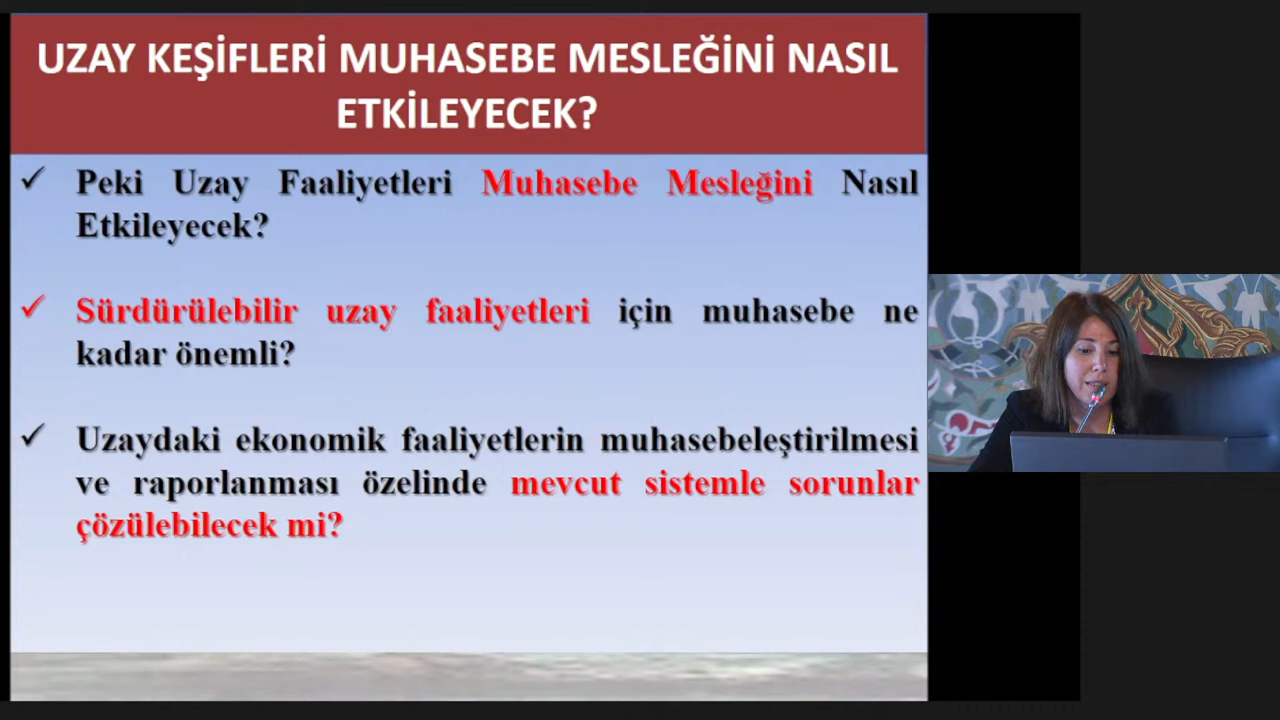 UZAY KEŞİFLERİ MUHASEBE MESLEĞİNİ NASIL
ETKİLEYECEK?
Peki Uzay Faaliyetleri Muhasebe Mesleğini Nasıl
Etkileyecek?
Sürdürülebilir uzay faaliyetleri için muhasebe ne
kadar önemli?
Uzaydaki ekonomik faaliyetlerin muhasebeleştirilmesi
ve raporlanması özelinde mevcut sistemle sorunlar
çözülebilecek mi?